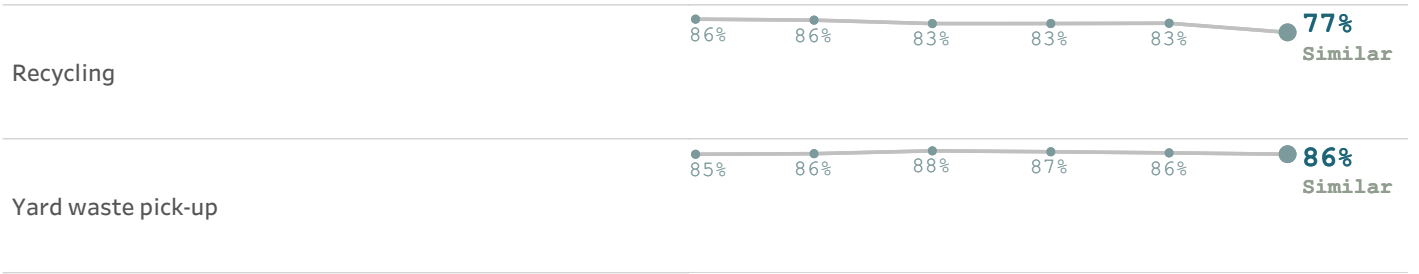 86% 86% 83% 83% 83% 77%
Similar
Recycling
85% 86% 88% 87% 86% 86%
Similar
Yard waste pick-up